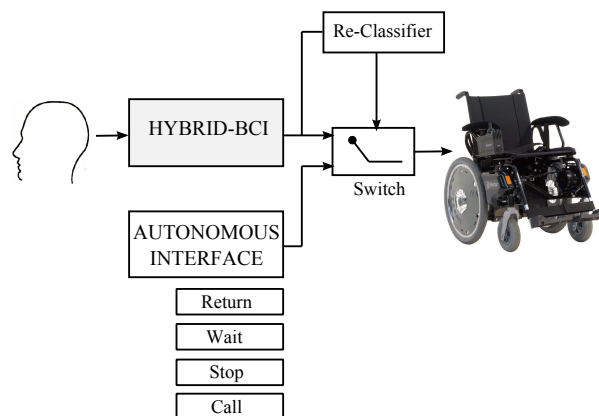 Re-Classifier
HYBRID-BCI
Switch
AUTONOMOUS
INTERFACE
Return
Wait
Stop
Call